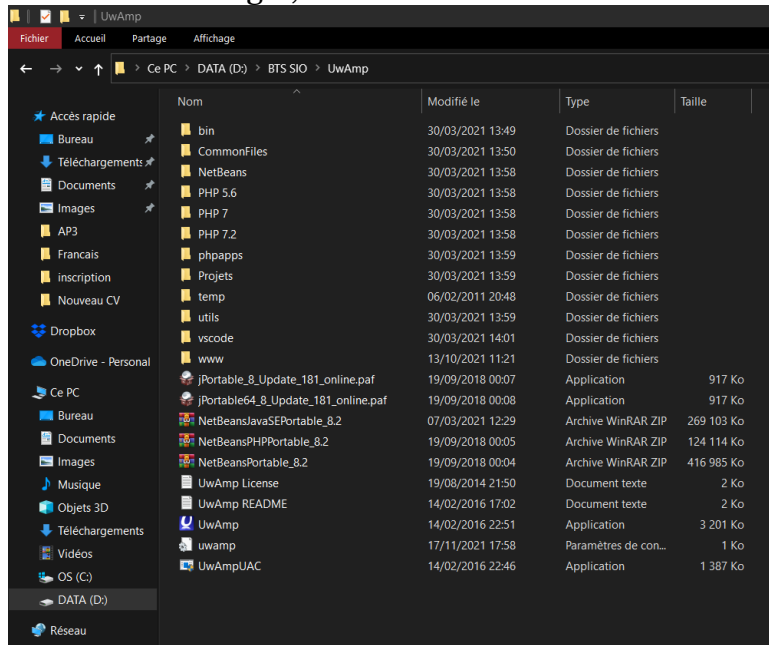 UwAmp
Fichier Accueil Partage Affichage
Ce PC > DATA (D:) > BTS SIO > UwAmp
Nom Modifié le Type Taille
Accès rapide
Bureau
Téléchargements
Documents
Images
AP3
Francais
inscription
Nouveau CV
Dropbox
OneDrive - Personal
Ce PC
Bureau
Documents
Images
Musique
Objets 3D
Téléchargements
Vidéos
OS (C:)
DATA (D:)
Réseau
bin 30/03/2021 13:49 Dossier de fichiers
CommonFiles 30/03/2021 13:50 Dossier de fichiers
NetBeans 30/03/2021 13:58 Dossier de fichiers
PHP 5.6 30/03/2021 13:58 Dossier de fichiers
PHP 7 30/03/2021 13:58 Dossier de fichiers
PHP 7.2 30/03/2021 13:58 Dossier de fichiers
phpapps 30/03/2021 13:59 Dossier de fichiers
Projets 30/03/2021 13:59 Dossier de fichiers
temp 06/02/2011 20:48 Dossier de fichiers
utils 30/03/2021 13:59 Dossier de fichiers
vscode 30/03/2021 14:01 Dossier de fichiers
www 13/10/2021 11:21 Dossier de fichiers
jPortable_8_Update_181_online.paf 19/09/2018 00:07 Application 917 Ko
jPortable64_8_Update_181_online.paf 19/09/2018 00:08 Application 917 Ko
NetBeansJavaSEPortable_8.2 07/03/2021 12:29 Archive WinRAR ZIP 269 103 Ko
NetBeansPHPPortable_8.2 19/09/2018 00:05 Archive WinRAR ZIP 124 114 Ko
NetBeansPortable_8.2 19/09/2018 00:04 Archive WinRAR ZIP 416 985 Ko
UwAmp License 19/08/2014 21:50 Document texte 2 Ko
UwAmp README 14/02/2016 17:02 Document texte 2 Ko
UwAmp 14/02/2016 22:51 Application 3 201 Ko
uwamp 17/11/2021 17:58 Paramètres de con... 1 Ko
UwAmpUAC 14/02/2016 22:46 Application 1 387 Ko